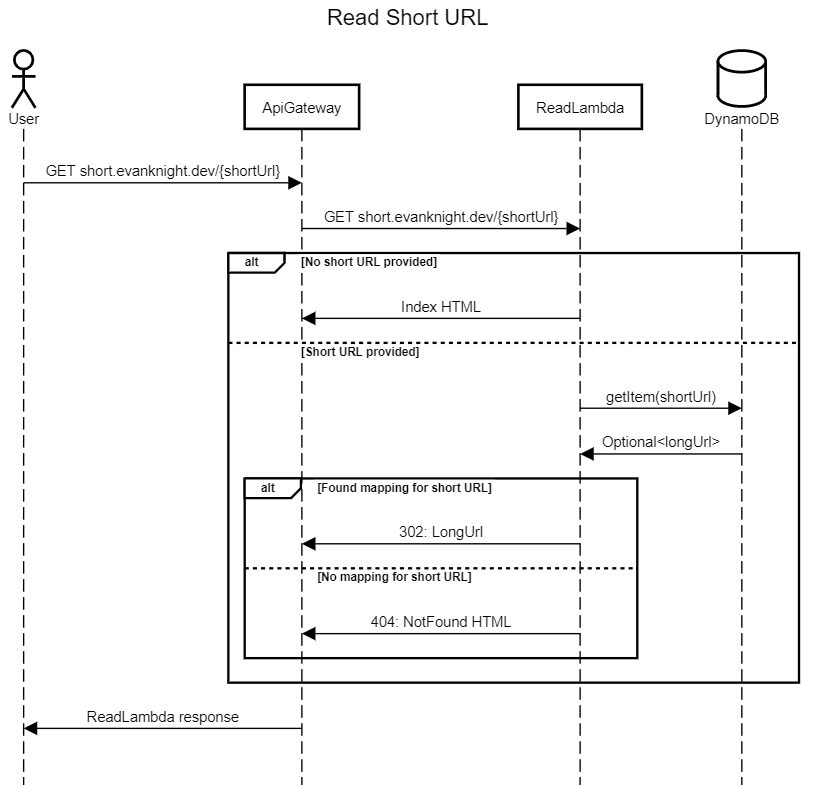 Read Short URL
User
ApiGateway
ReadLambda
DynamoDB
GET short.evanknight.dev/{shortUrl}
GET short.evanknight.dev/{shortUrl}
alt
[No short URL provided]
Index HTML
[Short URL provided]
getItem(shortUrl)
Optional<longUrl>
alt
[Found mapping for short URL]
302: LongUrl
[No mapping for short URL]
404: NotFound HTML
ReadLambda response